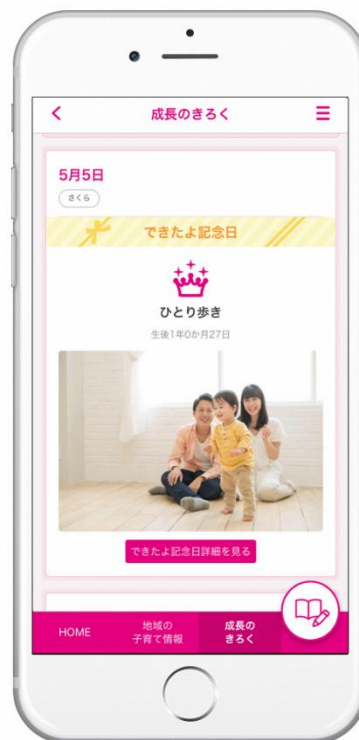 成長のきろく
5月5日
さくら
できたよ記念日
ひとり歩き
生後1年0か月27日
できたよ記念日詳細を見る
HOME
地域の
子育て情報
成長の
きろく